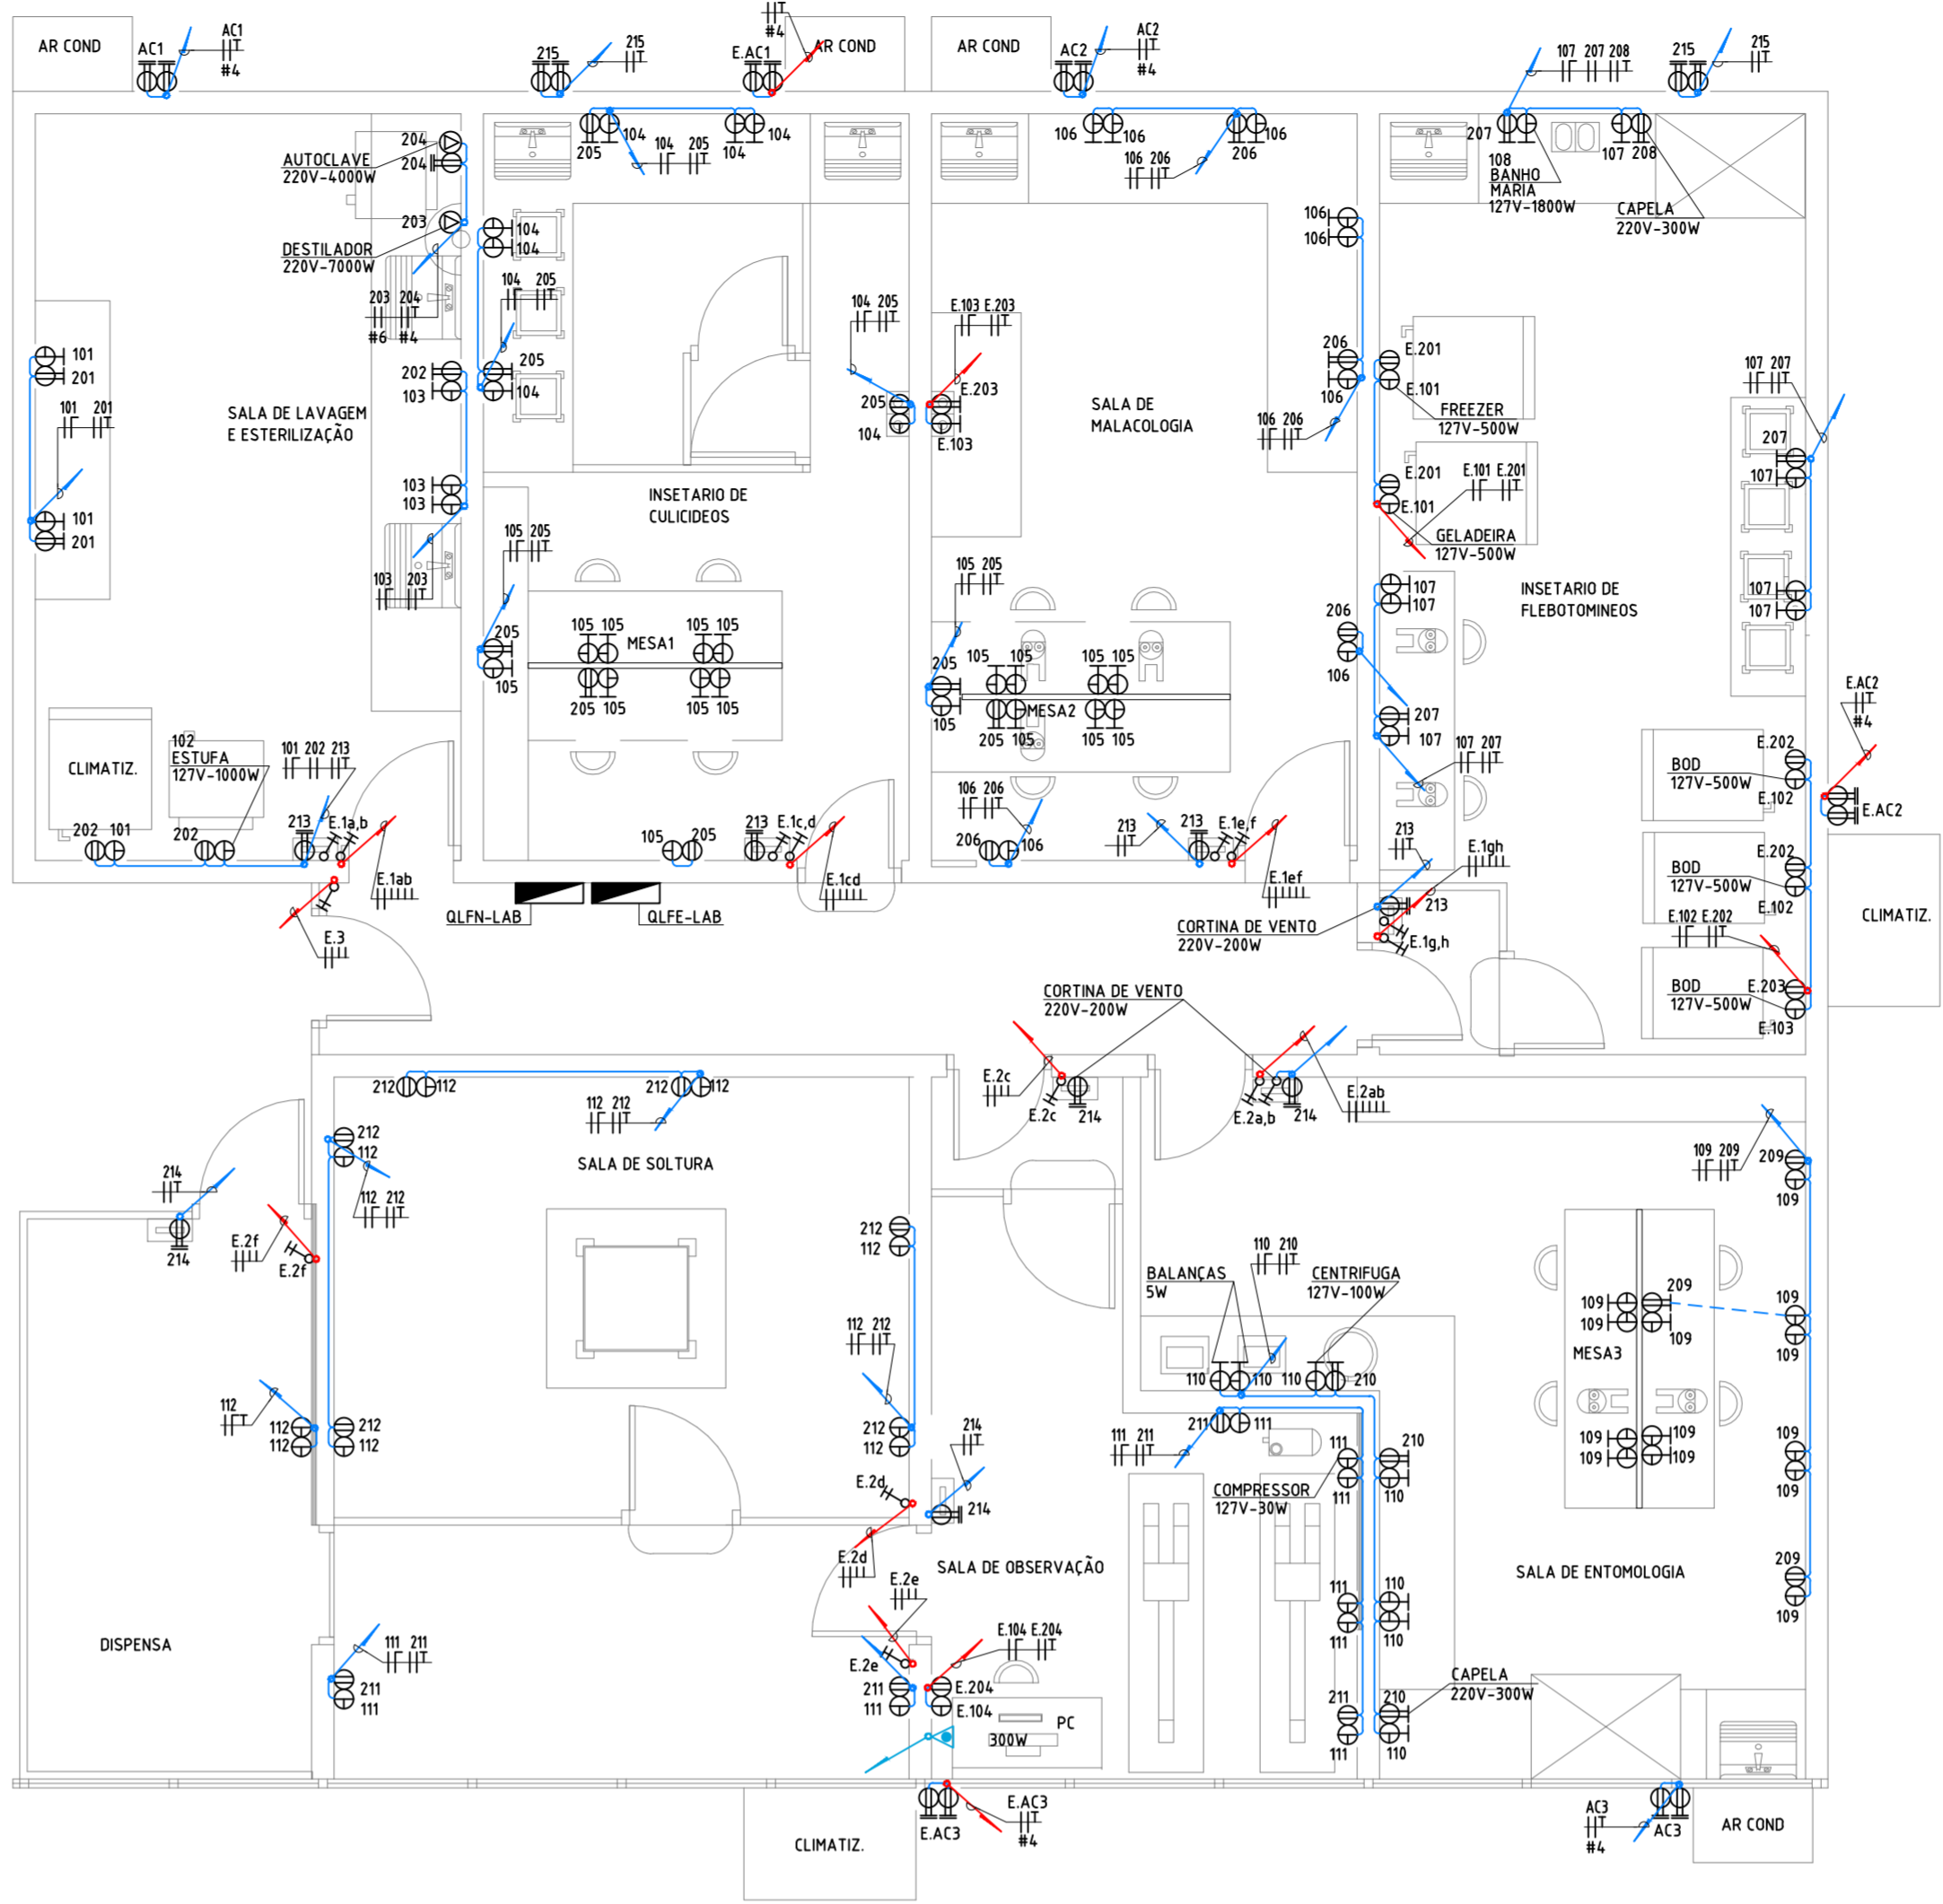 AR COND
AC1
AC1
#4
215
215
E.AC1
#4
AR COND
AR COND
AC2
AC2
#4
107 207 208
215
215
204
AUTOCLAVE
220V-4000W
204
203
DESTILADOR
220V-7000W
203 204
#6 #4
205
104
104
104
104 205
106
106
106 206
206
106
207
108
BANHO
MARIA
127V-1800W
107
208
CAPELA
220V-300W
104
104
104 205
106
106
101
201
101 201
SALA DE LAVAGEM
E ESTERILIZAÇÃO
202
103
205
104
104 205
205
104
E.103 E.203
E.203
E.103
SALA DE
MALACOLOGIA
106 206
206
106
E.201
E.101
FREEZER
127V-500W
107 207
207
107
101
201
103
103
103 203
INSETARIO DE
CULICIDEOS
E.201
E.101
E.101 E.201
GELADEIRA
127V-500W
105 205
105 205
107
107
INSETARIO DE
FLEBOTOMINEOS
107
107
205
105
105 105
MESA1
105 105
205 105
105 105
205
105
105 105
105 105
MESA2
205 105
105 105
206
106
207
107
107 207
E.AC2
#4
CLIMATIZ.
102
ESTUFA
127V-1000W
101 202 213
BOD
127V-500W
E.202
E.102
E.AC2
202 101
202
213
E.1a,b
E.1ab
105
205
213
E.1c,d
E.1cd
106 206
206
106
213
213
E.1e,f
E.1ef
213
E.1gh
BOD
127V-500W
E.202
E.102
E.3
QLFN-LAB
QLFE-LAB
CORTINA DE VENTO
220V-200W
213
E.1g,h
E.102 E.202
CLIMATIZ.
CORTINA DE VENTO
220V-200W
BOD
127V-500W
E.203
E.103
212
112
212
112
112 212
E.2c
E.2c
214
E.2a,b
214
E.2ab
212
112
112 212
SALA DE SOLTURA
109 209
209
109
214
214
E.2f
E.2f
212
112
BALANÇAS
5W
110 210
CENTRIFUGA
127V-100W
109
109
209
109
109
109
MESA3
112 212
110
110
110
210
112
112
112
212
112
212
112
211
111
111 211
214
214
111
111
210
110
COMPRESSOR
127V-30W
109
109
109
109
109
109
E.2d
E.2d
SALA DE OBSERVAÇÃO
SALA DE ENTOMOLOGIA
E.2e
E.2e
111
111
110
110
209
109
DISPENSA
111 211
211
111
211
111
E.104 E.204
E.204
E.104
PC
300W
211
111
210
110
CAPELA
220V-300W
CLIMATIZ.
E.AC3
E.AC3
#4
AC3
#4
AC3
AR COND